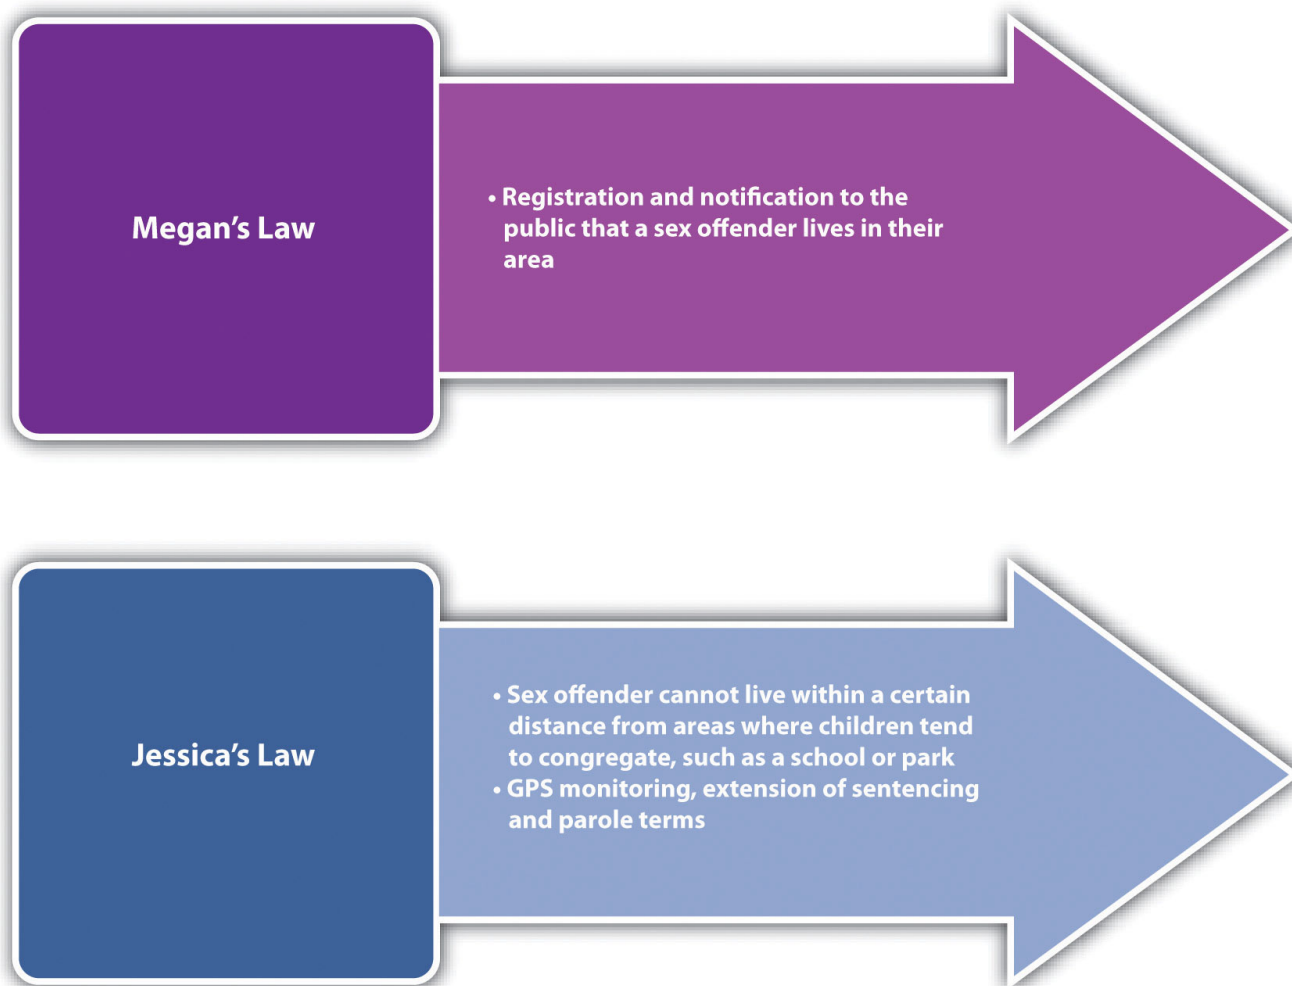 Megan's Law
• Registration and notification to the
public that a sex offender lives in their
area
Jessica's Law
• Sex offender cannot live within a certain
distance from areas where children tend
to congregate, such as a school or park
• GPS monitoring, extension of sentencing
and parole terms